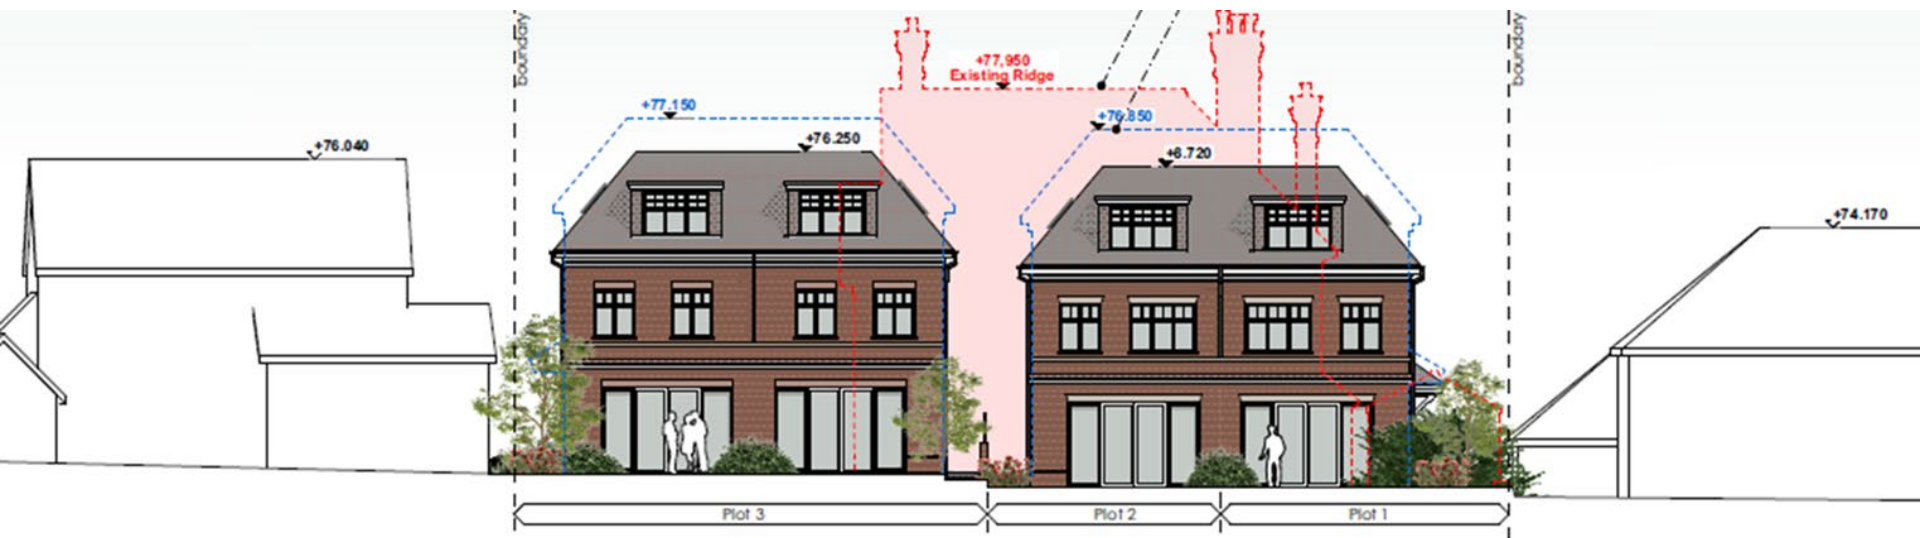 boundary
boundary
+77,950
Existing Ridge
+77.150
+76.850
+76.040
+76.250
+6.720
+74.170
Plot 3
Plot 2
Plot 1